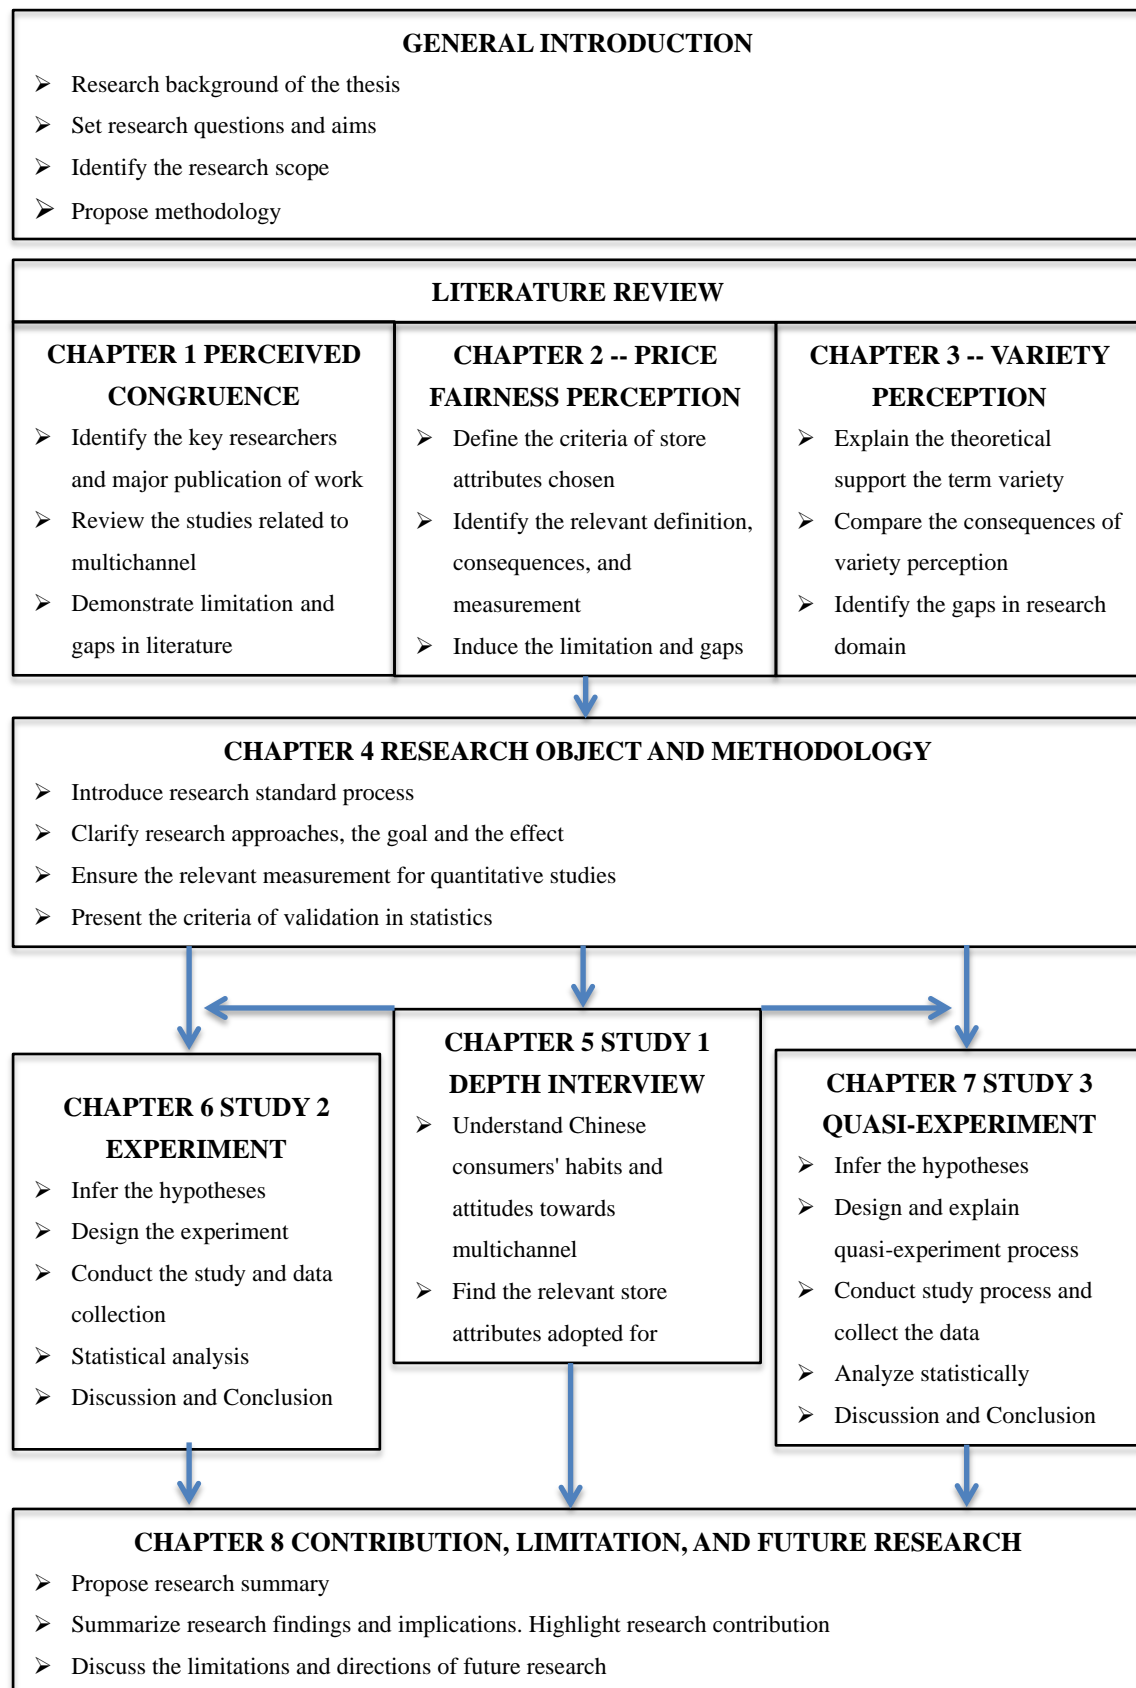 GENERAL INTRODUCTION
➢ Research background of the thesis
➢ Set research questions and aims
➢ Identify the research scope
➢ Propose methodology
LITERATURE REVIEW
CHAPTER 1 PERCEIVED
CONGRUENCE
➢ Identify the key researchers
and major publication of work
➢ Review the studies related to
multichannel
➢ Demonstrate limitation and
gaps in literature
CHAPTER 2 -- PRICE
FAIRNESS PERCEPTION
➢ Define the criteria of store
attributes chosen
➢ Identify the relevant definition,
consequences, and
measurement
➢ Induce the limitation and gaps
CHAPTER 3 -- VARIETY
PERCEPTION
➢ Explain the theoretical
support the term variety
➢ Compare the consequences of
variety perception
➢ Identify the gaps in research
domain
CHAPTER 4 RESEARCH OBJECT AND METHODOLOGY
➢ Introduce research standard process
➢ Clarify research approaches, the goal and the effect
➢ Ensure the relevant measurement for quantitative studies
➢ Present the criteria of validation in statistics
CHAPTER 5 STUDY 1
DEPTH INTERVIEW
➢ Understand Chinese
consumers' habits and
attitudes towards
multichannel
➢ Find the relevant store
attributes adopted for
CHAPTER 6 STUDY 2
EXPERIMENT
➢ Infer the hypotheses
➢ Design the experiment
➢ Conduct the study and data
collection
➢ Statistical analysis
➢ Discussion and Conclusion
CHAPTER 7 STUDY 3
QUASI-EXPERIMENT
➢ Infer the hypotheses
➢ Design and explain
quasi-experiment process
➢ Conduct study process and
collect the data
➢ Analyze statistically
➢ Discussion and Conclusion
CHAPTER 8 CONTRIBUTION, LIMITATION, AND FUTURE RESEARCH
➢ Propose research summary
➢ Summarize research findings and implications. Highlight research contribution
➢ Discuss the limitations and directions of future research